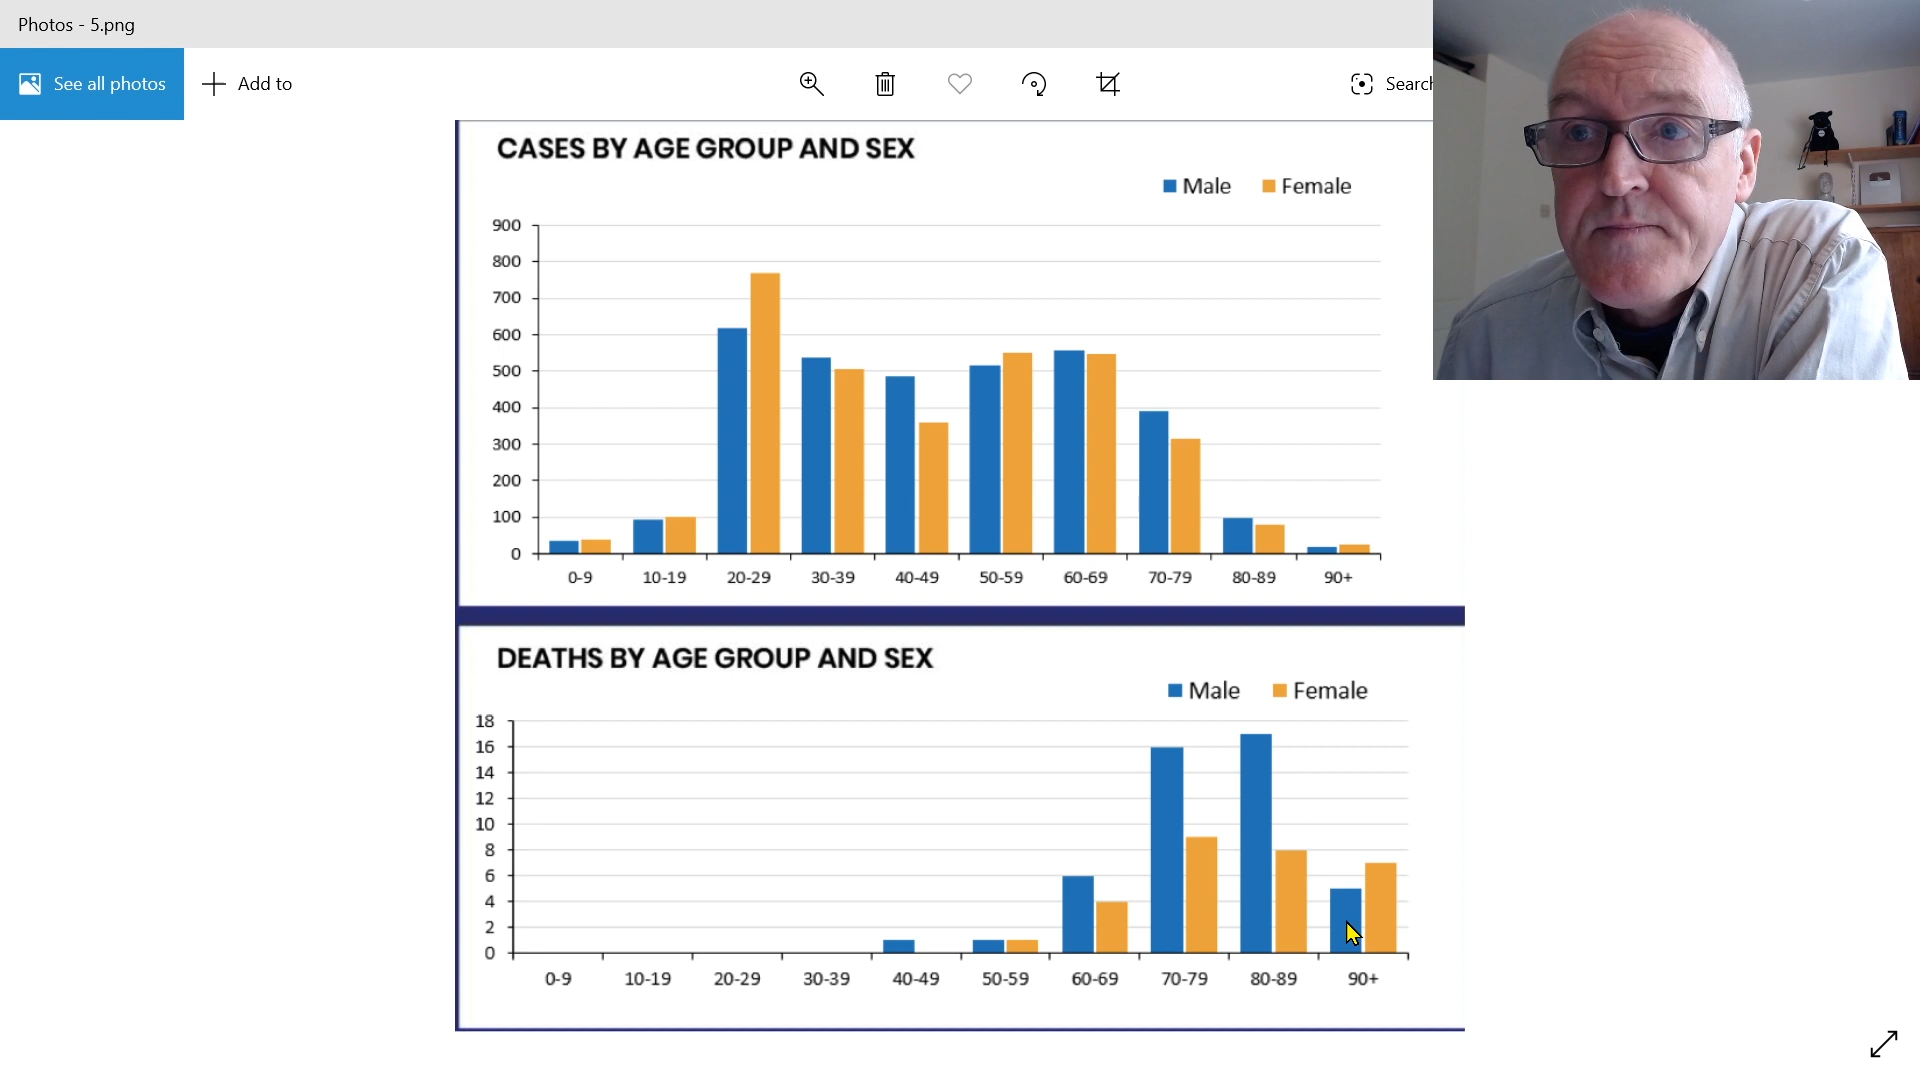 Photos - 5.png
See all photos
Add to
Search
CASES BY AGE GROUP AND SEX
Male Female
900
800
700
600
500
400
300
200
100
0
0-9 10-19 20-29 30-39 40-49 50-59 60-69 70-79 80-89 90+
DEATHS BY AGE GROUP AND SEX
Male Female
18
16
14
12
10
8
6
4
2
0
0-9 10-19 20-29 30-39 40-49 50-59 60-69 70-79 80-89 90+